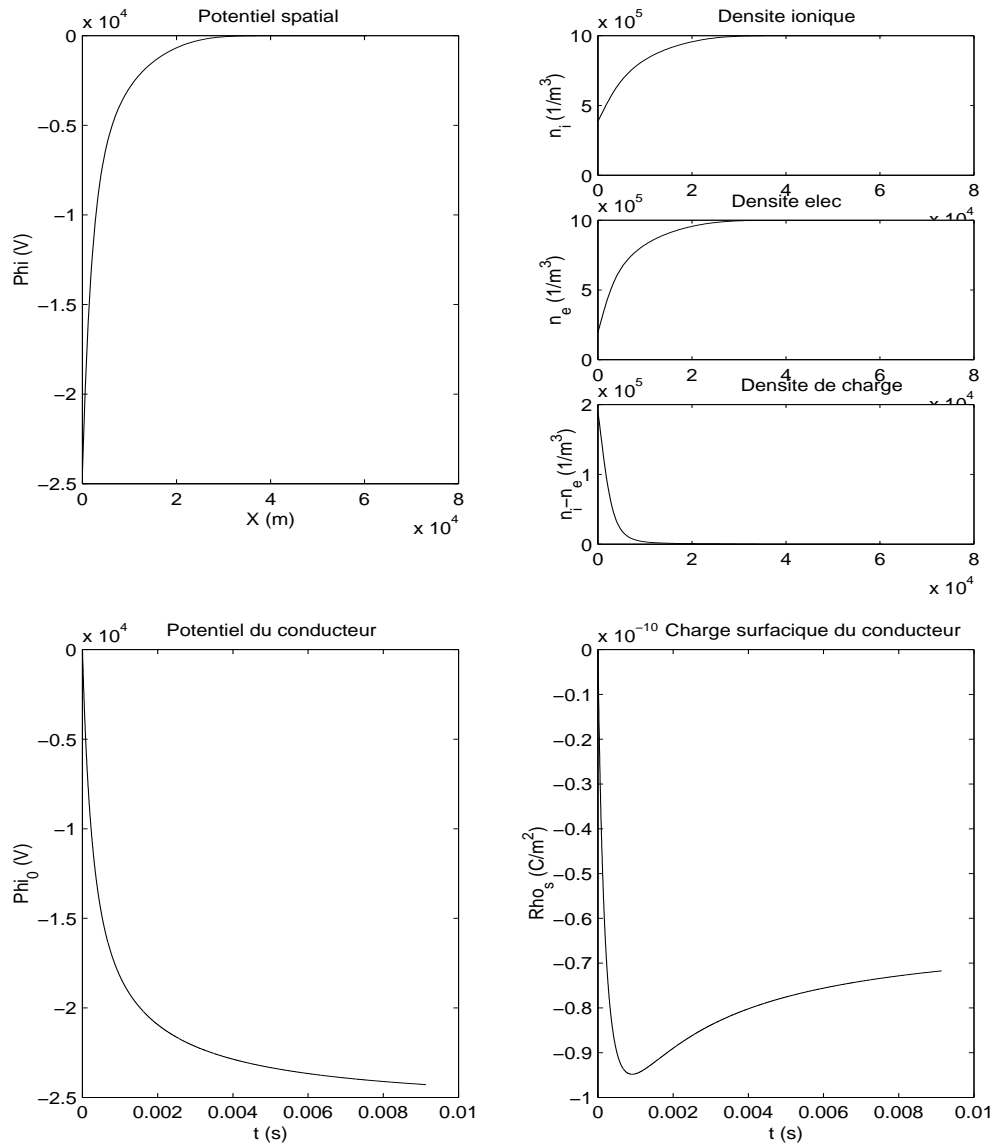 x 10^4
Potentiel spatial
0
−0.5
−1
−1.5
−2
−2.5
Phi (V)
0 2 4 6 8
X (m)
x 10^4
x 10^5
Densite ionique
10
5
0
n_i (1/m^3)
0 2 4 6 8
x 10^4
x 10^5
Densite elec
10
5
0
n_e (1/m^3)
0 2 4 6 8
x 10^4
x 10^5
Densite de charge
2
1
0
n_i−n_e (1/m^3)
0 2 4 6 8
x 10^4
x 10^4
Potentiel du conducteur
0
−0.5
−1
−1.5
−2
−2.5
Phi_0 (V)
0 0.002 0.004 0.006 0.008 0.01
t (s)
x 10^−10
Charge surfacique du conducteur
0
−0.1
−0.2
−0.3
−0.4
−0.5
−0.6
−0.7
−0.8
−0.9
−1
Rho_s (C/m^2)
0 0.002 0.004 0.006 0.008 0.01
t (s)